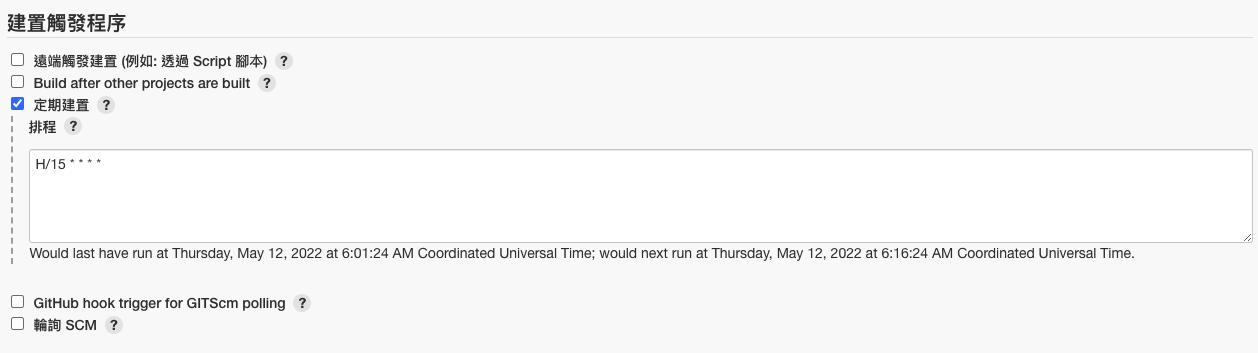 建置觸發程序
遠端觸發建置 (例如: 透過 Script 腳本) ?
Build after other projects are built ?
定期建置 ?
排程 ?
H/15 * * * *
Would last have run at Thursday, May 12, 2022 at 6:01:24 AM Coordinated Universal Time; would next run at Thursday, May 12, 2022 at 6:16:24 AM Coordinated Universal Time.
GitHub hook trigger for GITScm polling ?
輪詢 SCM ?